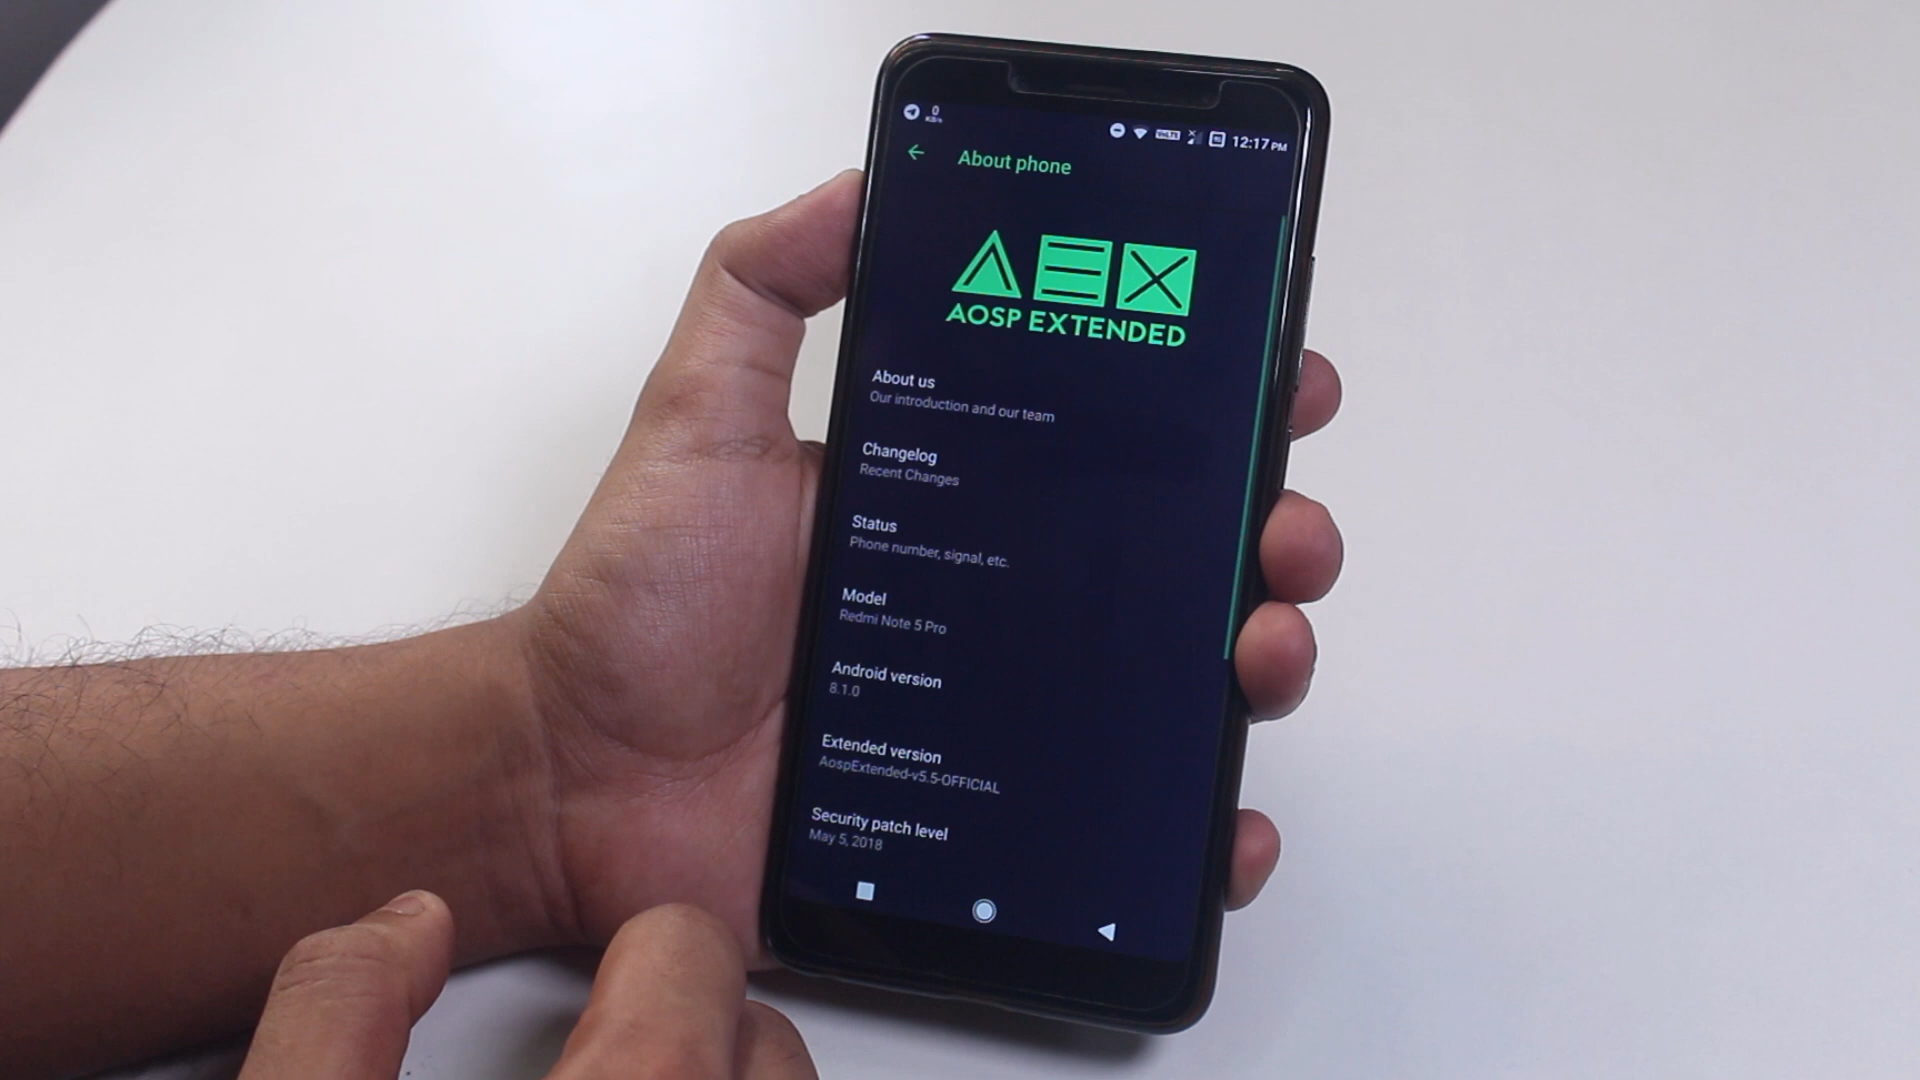 0
KB/s
VoLTE
12:17 PM
About phone
AEX
AOSP EXTENDED
About us
Our introduction and our team
Changelog
Recent Changes
Status
Phone number, signal, etc.
Model
Redmi Note 5 Pro
Android version
8.1.0
Extended version
AospExtended-v5.5-OFFICIAL
Security patch level
May 5, 2018